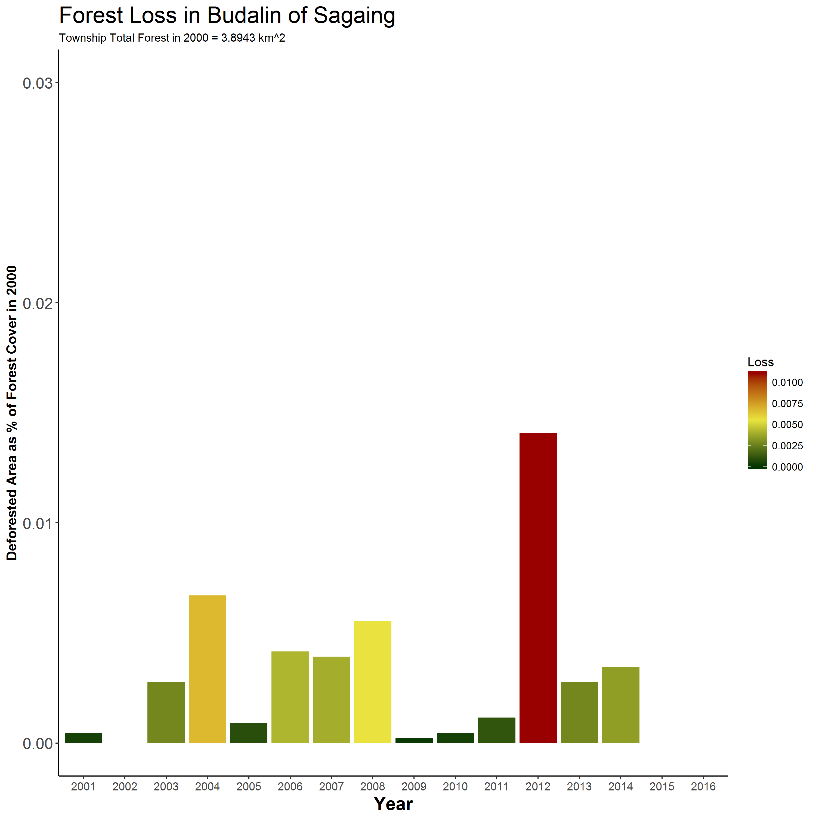 Forest Loss in Budalin of Sagaing
Township Total Forest in 2000 = 3.8943 km^2
Deforested Area as % of Forest Cover in 2000
0.03
0.02
0.01
0.00
2001 2002 2003 2004 2005 2006 2007 2008 2009 2010 2011 2012 2013 2014 2015 2016
Year
Loss
0.0100
0.0075
0.0050
0.0025
0.0000